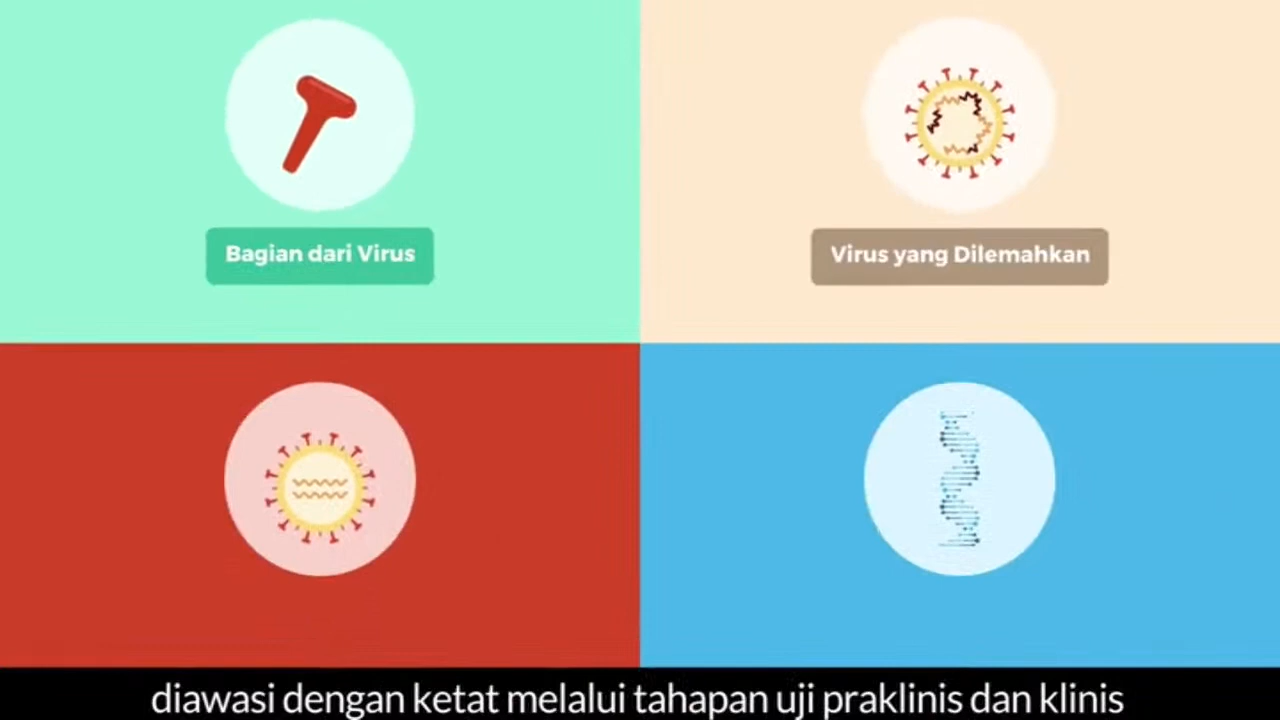 Bagian dari Virus
Virus yang Dilemahkan
diawasi dengan ketat melalui tahapan uji praklinis dan klinis